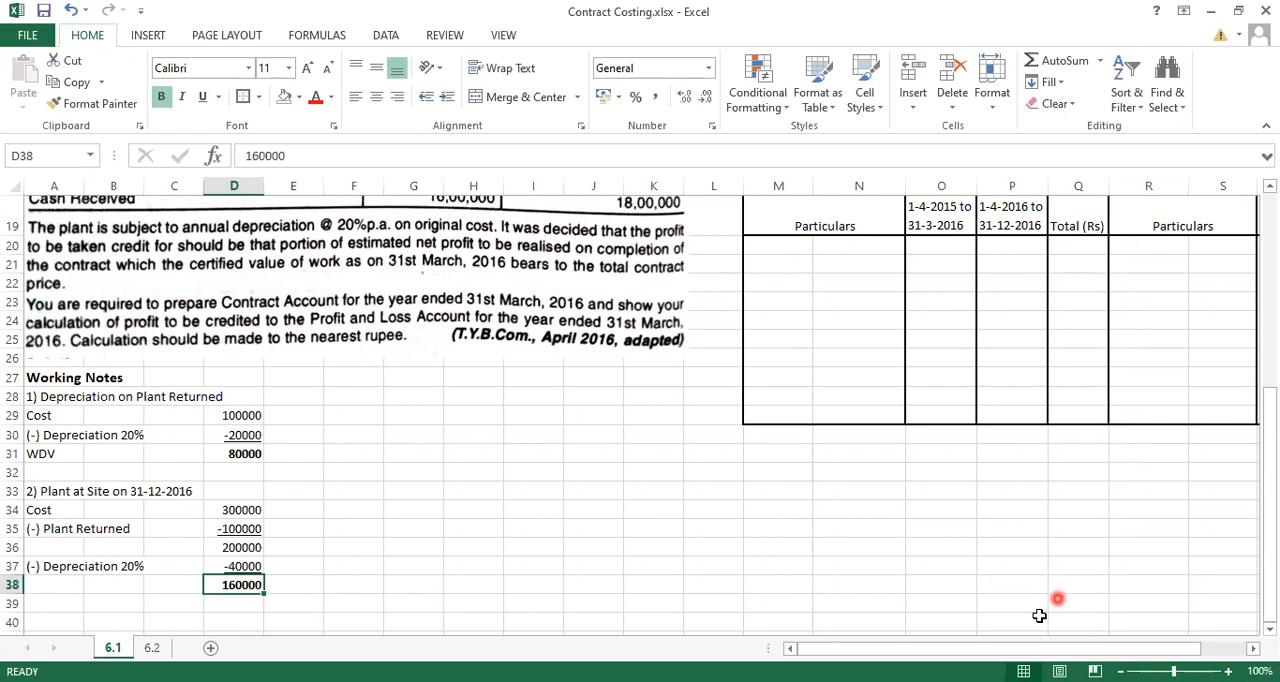 Contract Costing.xlsx - Excel
FILE HOME INSERT PAGE LAYOUT FORMULAS DATA REVIEW VIEW
Paste
Cut
Copy
Format Painter
Clipboard
Calibri 11
B I U
Font
Wrap Text
Merge & Center
Alignment
General
% ,
Number
Conditional Formatting
Format as Table
Cell Styles
Styles
Insert
Delete
Format
Cells
AutoSum
Fill
Clear
Sort & Filter
Find & Select
Editing
D38 fx 160000
A B C D E F G H I J K L M N O P Q R S
Cash Received 16,00,000 18,00,000
19 The plant is subject to annual depreciation @ 20%p.a. on original cost. It was decided that the profit
20 to be taken credit for should be that portion of estimated net profit to be realised on completion of
21 the contract which the certified value of work as on 31st March, 2016 bears to the total contract
22 price.
23 You are required to prepare Contract Account for the year ended 31st March, 2016 and show your
24 calculation of profit to be credited to the Profit and Loss Account for the year ended 31st March,
25 2016. Calculation should be made to the nearest rupee. (T.Y.B.Com., April 2016, adapted)
26
Particulars 1-4-2015 to 31-3-2016 1-4-2016 to 31-12-2016 Total (Rs) Particulars
27 Working Notes
28 1) Depreciation on Plant Returned
29 Cost 100000
30 (-) Depreciation 20% -20000
31 WDV 80000
32
33 2) Plant at Site on 31-12-2016
34 Cost 300000
35 (-) Plant Returned -100000
36 200000
37 (-) Depreciation 20% -40000
38 160000
39
40
6.1 6.2
READY 100%